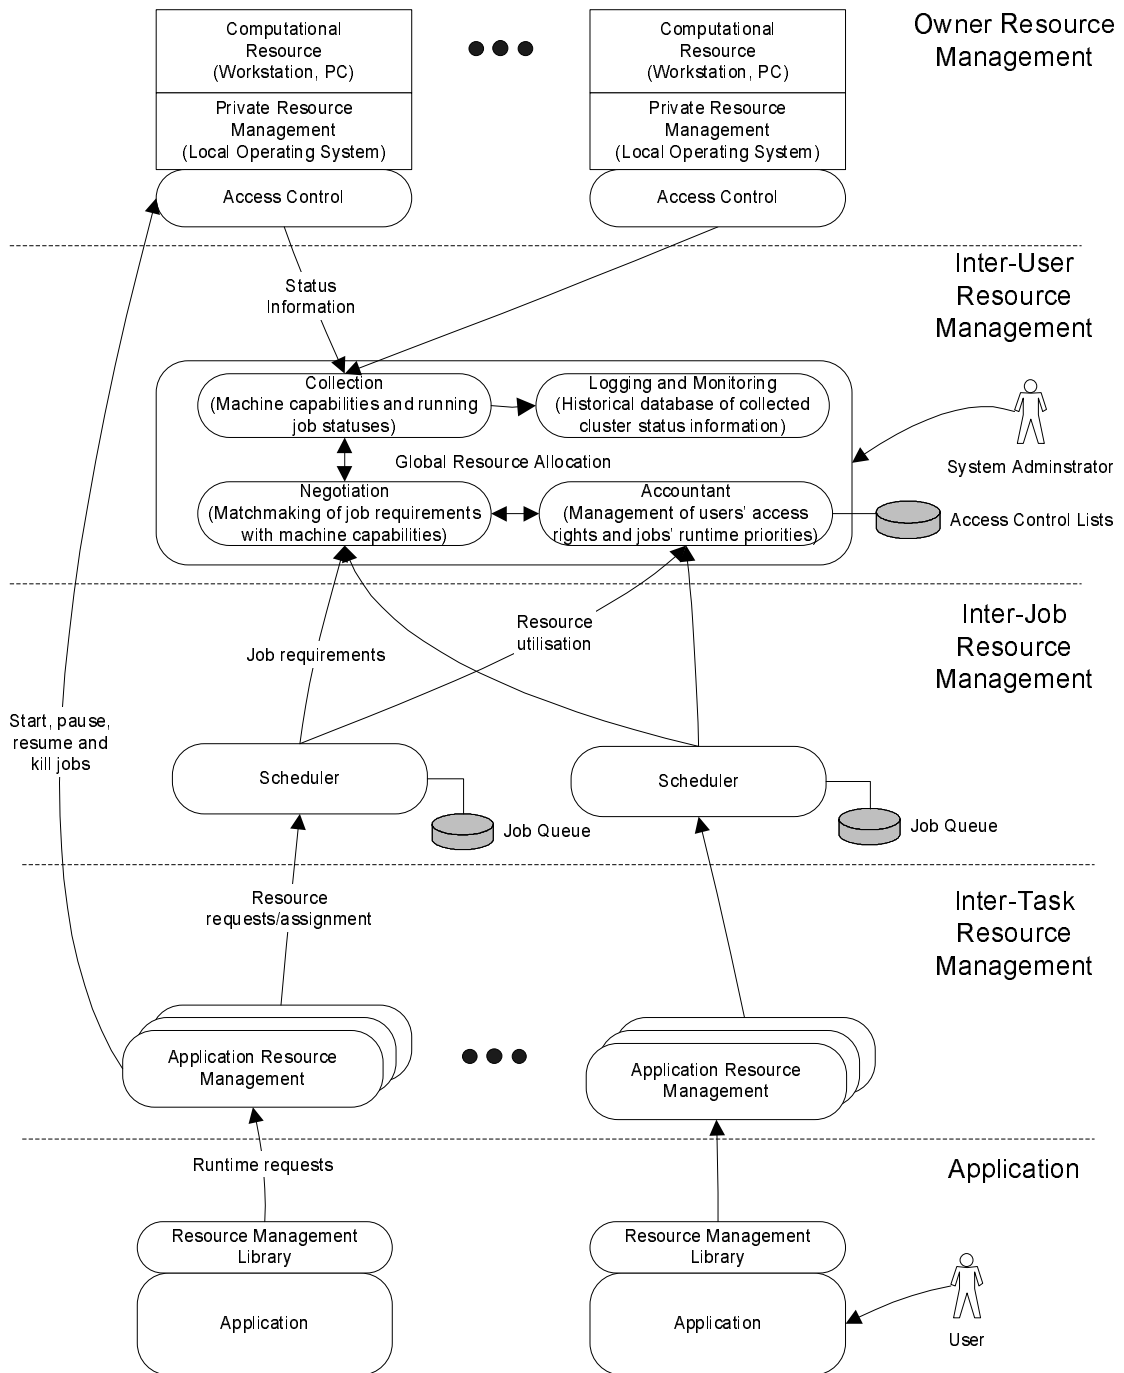 Computational
Resource
(Workstation, PC)
Private Resource
Management
(Local Operating System)
Access Control
Computational
Resource
(Workstation, PC)
Private Resource
Management
(Local Operating System)
Access Control
Owner Resource
Management
Status
Information
Inter-User
Resource
Management
Collection
(Machine capabilities and running
job statuses)
Logging and Monitoring
(Historical database of collected
cluster status information)
Global Resource Allocation
Negotiation
(Matchmaking of job requirements
with machine capabilities)
Accountant
(Management of users' access
rights and jobs' runtime priorities)
System Adminstrator
Access Control Lists
Inter-Job
Resource
Management
Job requirements
Resource
utilisation
Start, pause,
resume and
kill jobs
Scheduler
Job Queue
Scheduler
Job Queue
Inter-Task
Resource
Management
Resource
requests/assignment
Application Resource
Management
Application Resource
Management
Application
Runtime requests
Resource Management
Library
Application
Resource Management
Library
Application
User